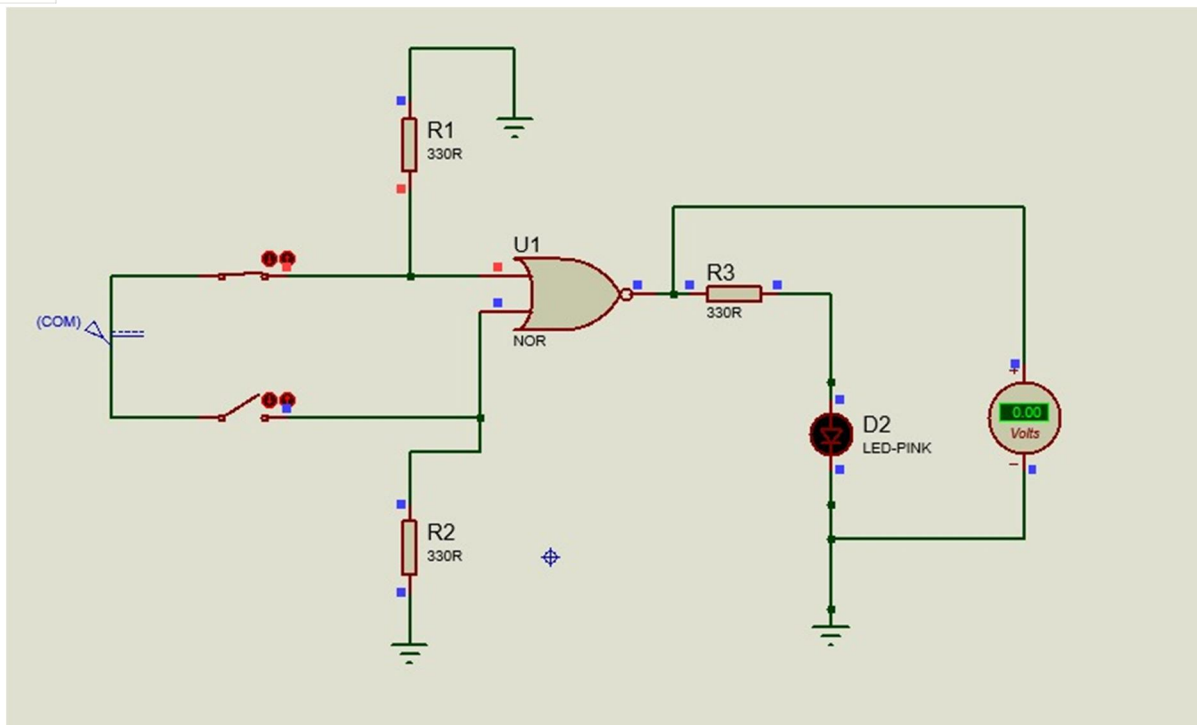 R1
330R
U1
NOR
(COM)
R3
330R
D2
LED-PINK
+
0.00
Volts
−
R2
330R